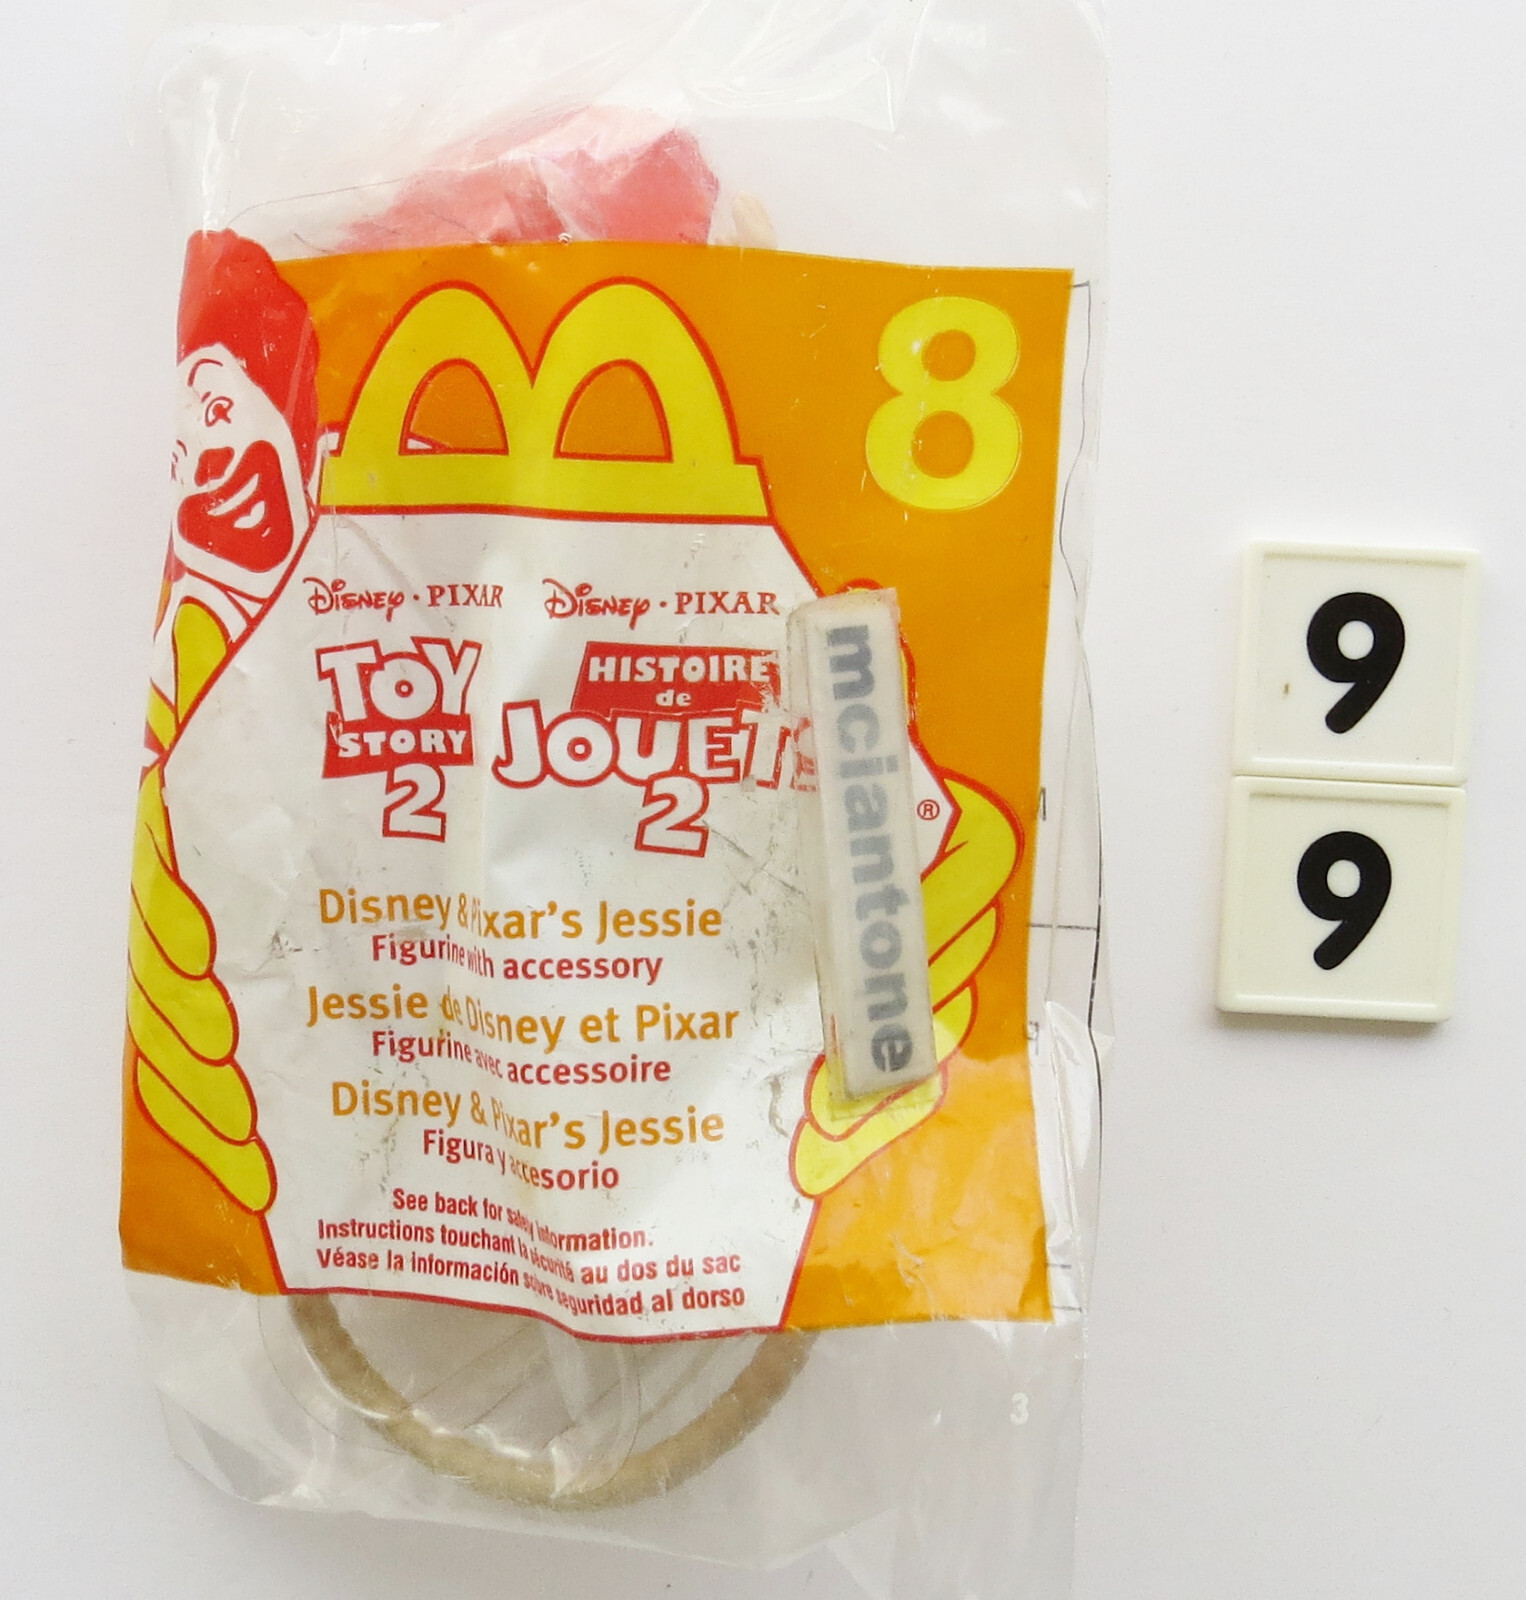 8
Disney · PIXAR
TOY
STORY
2
Disney · PIXAR
HISTOIRE
de
JOUETS
2
®
mciantone
Disney & Pixar's Jessie
Figurine with accessory
Jessie de Disney et Pixar
Figurine avec accessoire
Disney & Pixar's Jessie
Figura y accesorio
See back for safety information.
Instructions touchant la sécurité au dos du sac
Véase la información sobre seguridad al dorso
3
9
9